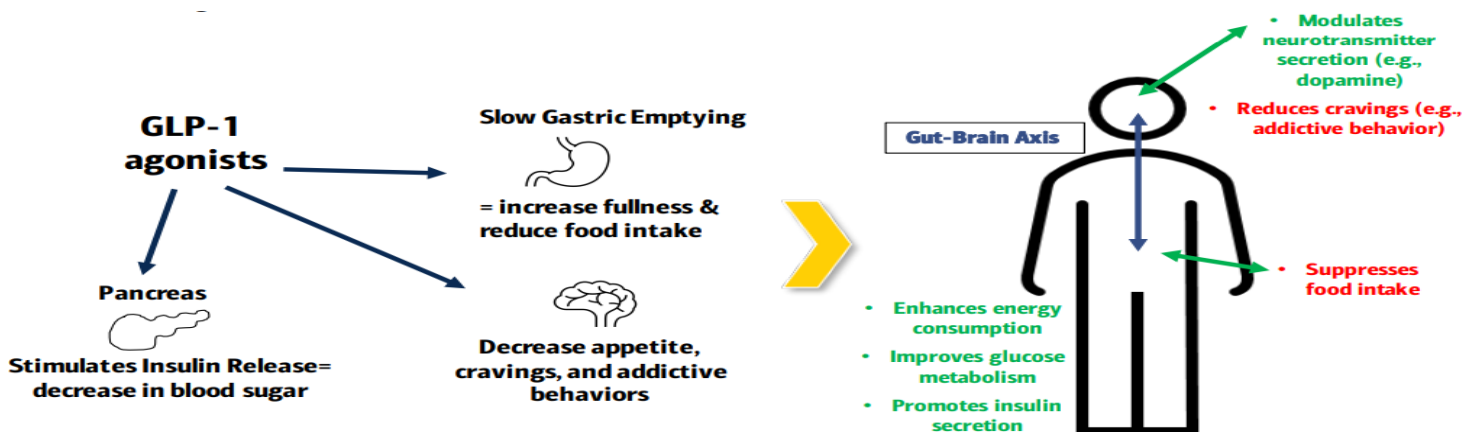 GLP-1
agonists
Slow Gastric Emptying
= increase fullness &
reduce food intake
Pancreas
Stimulates Insulin Release=
decrease in blood sugar
Decrease appetite,
cravings, and addictive
behaviors
Gut-Brain Axis
• Modulates
neurotransmitter
secretion (e.g.,
dopamine)
• Reduces cravings (e.g.,
addictive behavior)
• Suppresses
food intake
• Enhances energy
consumption
• Improves glucose
metabolism
• Promotes insulin
secretion